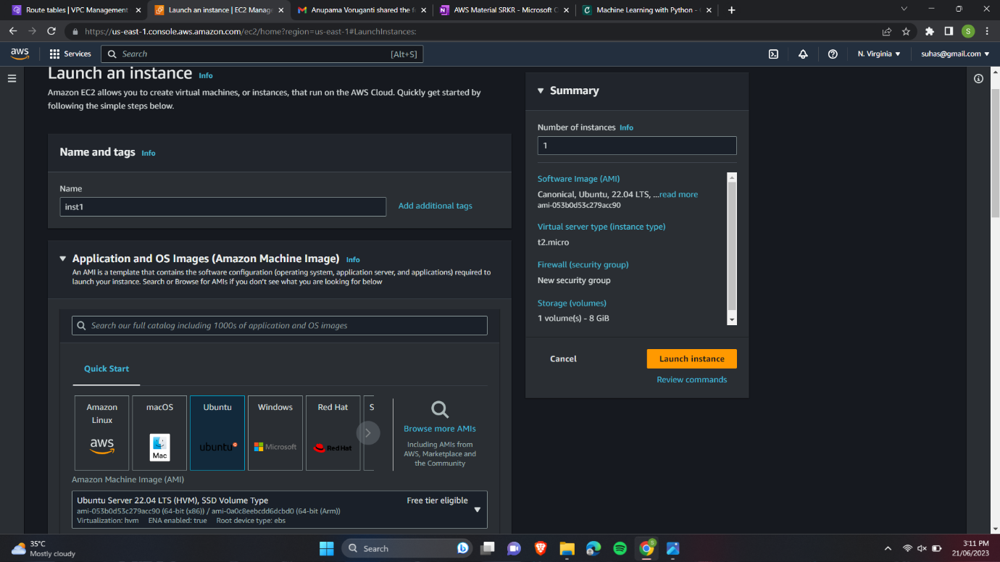 Route tables | VPC Management
Launch an instance | EC2 Manag
Anupama Voruganti shared the f
AWS Material SRKR - Microsoft C
Machine Learning with Python -
https://us-east-1.console.aws.amazon.com/ec2/home?region=us-east-1#LaunchInstances:
S
aws
Services
Search
[Alt+S]
N. Virginia
suhas@gmail.com
Launch an instance Info
Amazon EC2 allows you to create virtual machines, or instances, that run on the AWS Cloud. Quickly get started by
following the simple steps below.
Name and tags Info
Name
inst1
Add additional tags
Application and OS Images (Amazon Machine Image) Info
An AMI is a template that contains the software configuration (operating system, application server, and applications) required to
launch your instance. Search or Browse for AMIs if you don't see what you are looking for below
Search our full catalog including 1000s of application and OS images
Quick Start
Amazon
Linux
aws
macOS
Mac
Ubuntu
ubuntu
Windows
Microsoft
Red Hat
Red Hat
S
Browse more AMIs
Including AMIs from
AWS, Marketplace and
the Community
Amazon Machine Image (AMI)
Ubuntu Server 22.04 LTS (HVM), SSD Volume Type
Free tier eligible
ami-053b0d53c279acc90 (64-bit (x86)) / ami-0a0c8eebcdd6dcbd0 (64-bit (Arm))
Virtualization: hvm ENA enabled: true Root device type: ebs
Summary
Number of instances Info
1
Software Image (AMI)
Canonical, Ubuntu, 22.04 LTS, ...read more
ami-053b0d53c279acc90
Virtual server type (instance type)
t2.micro
Firewall (security group)
New security group
Storage (volumes)
1 volume(s) - 8 GiB
Cancel
Launch instance
Review commands
35°C
Mostly cloudy
Search
3:11 PM
21/06/2023